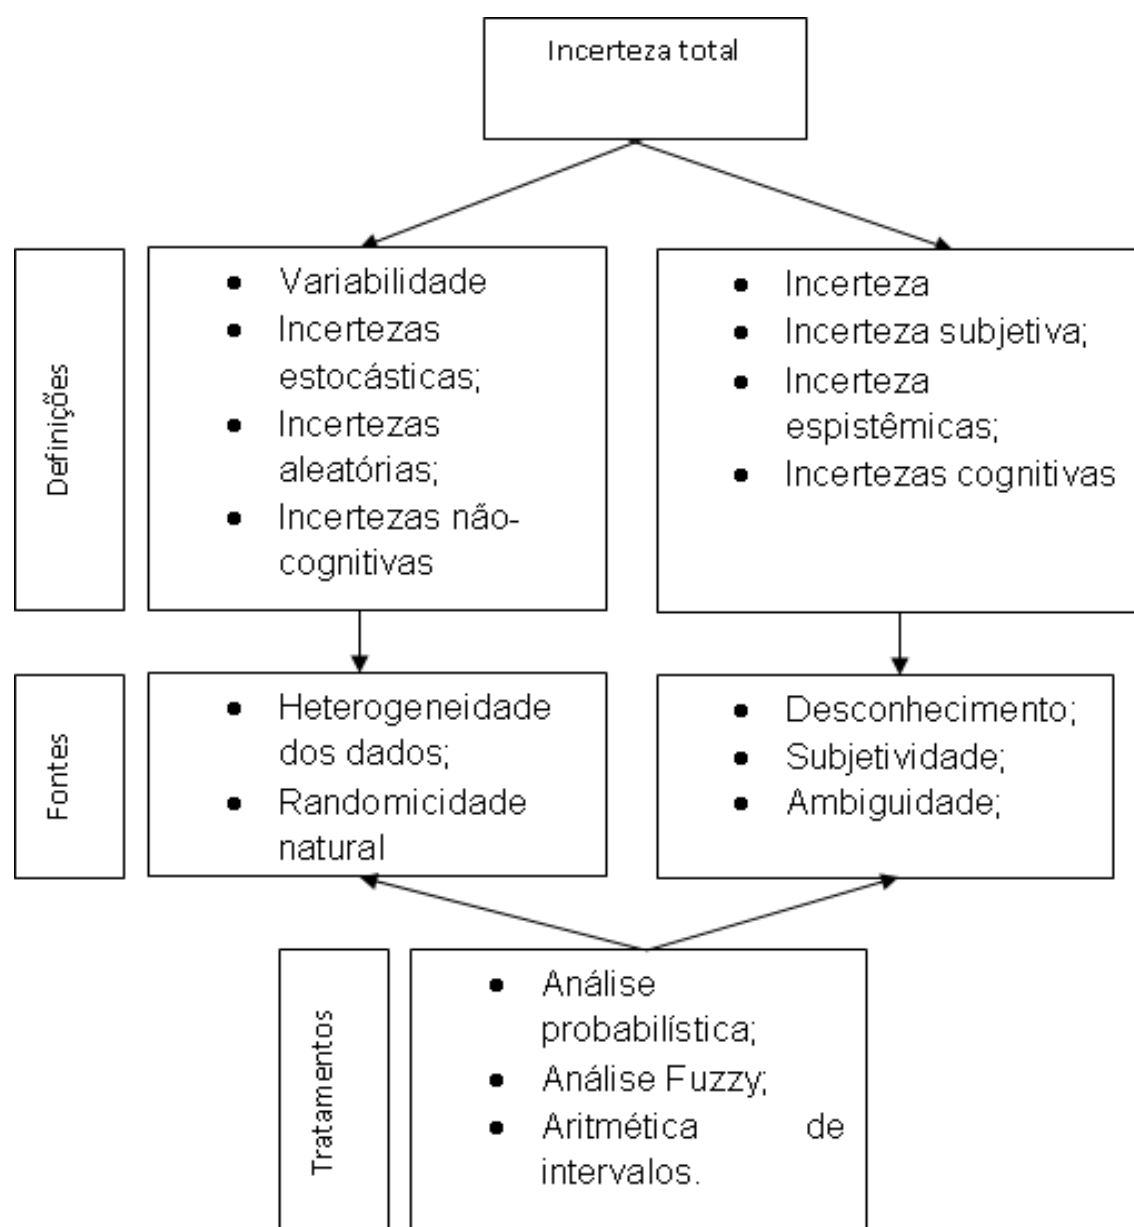 Incerteza total
Definições
● Variabilidade
● Incertezas
estocásticas;
● Incertezas
aleatórias;
● Incertezas não-
cognitivas
● Incerteza
● Incerteza subjetiva;
● Incerteza
espistêmicas;
● Incertezas cognitivas
Fontes
● Heterogeneidade
dos dados;
● Randomicidade
natural
● Desconhecimento;
● Subjetividade;
● Ambiguidade;
Tratamentos
● Análise
probabilística;
● Análise Fuzzy;
● Aritmética de
intervalos.